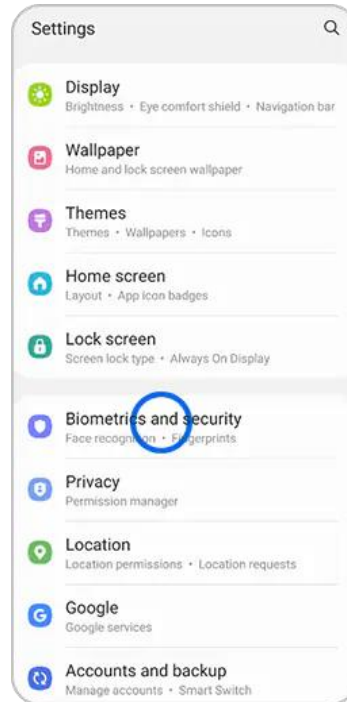 Settings
Display
Brightness • Eye comfort shield • Navigation bar
Wallpaper
Home and lock screen wallpaper
Themes
Themes • Wallpapers • Icons
Home screen
Layout • App icon badges
Lock screen
Screen lock type • Always On Display
Biometrics and security
Face recognition • Fingerprints
Privacy
Permission manager
Location
Location permissions • Location requests
Google
Google services
Accounts and backup
Manage accounts • Smart Switch